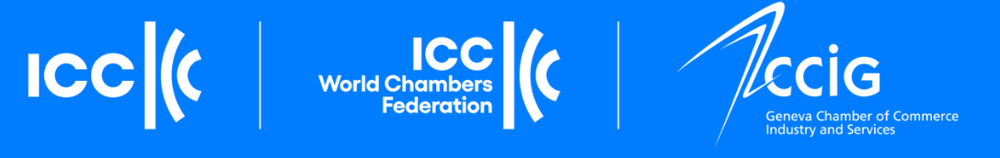 ICC
ICC
World Chambers
Federation
CCIG
Geneva Chamber of Commerce
Industry and Services